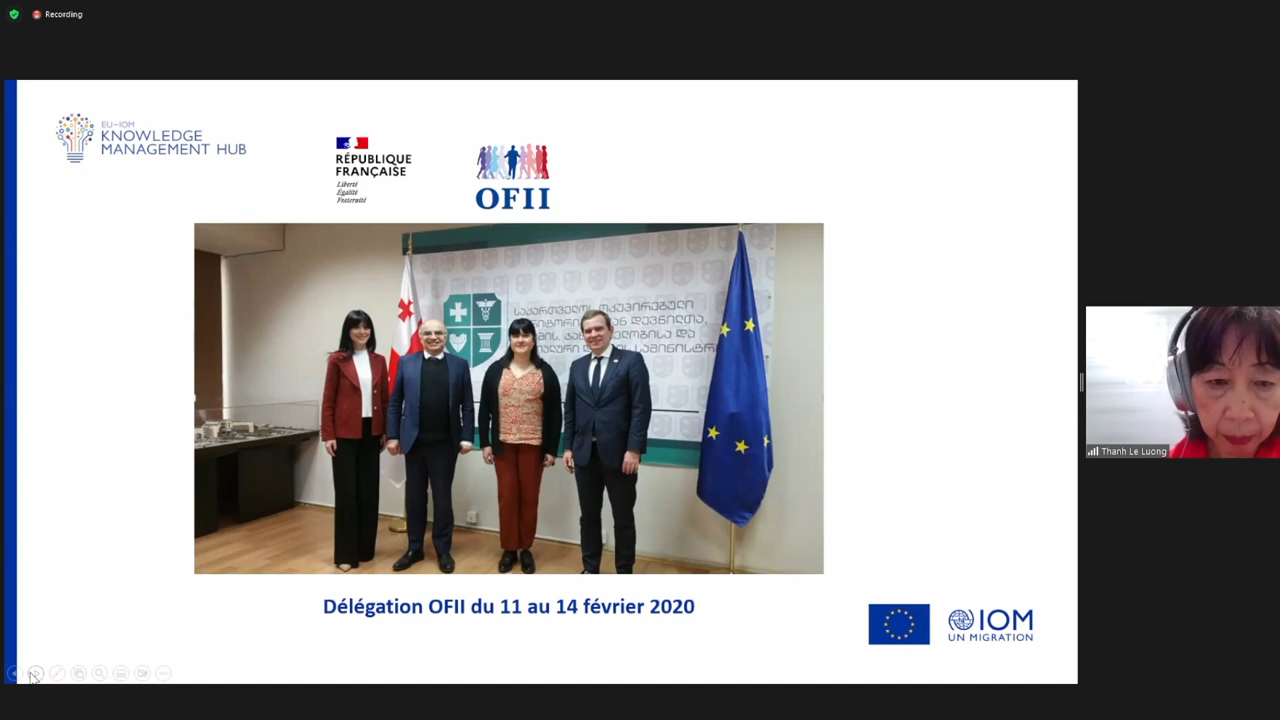 Recording
EU-IOM
KNOWLEDGE
MANAGEMENT HUB
RÉPUBLIQUE
FRANÇAISE
Liberté
Égalité
Fraternité
OFII
დევნილთა,
Délégation OFII du 11 au 14 février 2020
IOM
UN MIGRATION
Thanh Le Luong